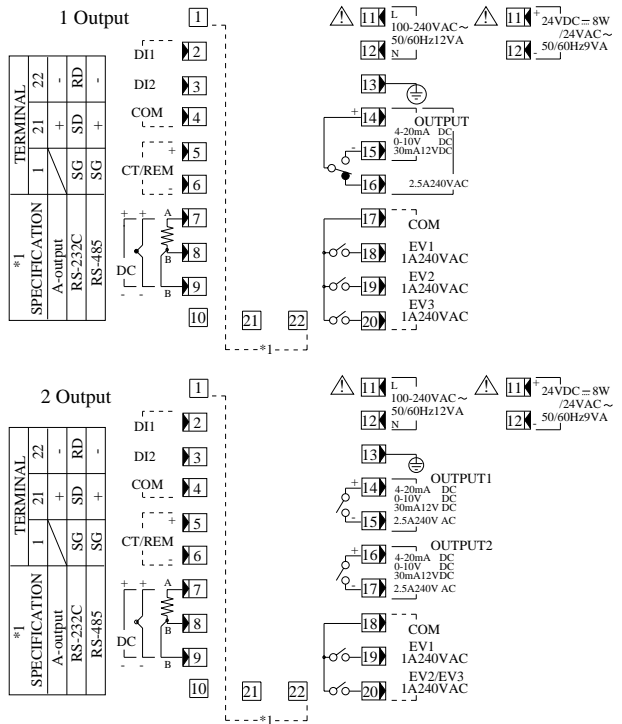 1 Output
1
DI1
2
DI2
3
COM
4
+
5
CT/REM
-
6
+ + A
7
8
DC
B
9
- - B
10
21 22
*1
11 L
100-240VAC~
50/60Hz12VA
12 N
11 + 24VDC⎓8W
/24VAC~
12 - 50/60Hz9VA
13
+ 14 OUTPUT
4-20mA DC
0-10V DC
- 15 30mA12VDC
16 2.5A240VAC
17
COM
18 EV1
1A240VAC
19 EV2
1A240VAC
EV3
20 1A240VAC
*1
SPECIFICATION
TERMINAL
1 21 22
A-output + -
RS-232C SG SD RD
RS-485 SG + -
2 Output
1
DI1
2
DI2
3
COM
4
+
5
CT/REM
-
6
+ + A
7
8
B
DC
9
- - B
10
21 22
*1
11 L
100-240VAC~
50/60Hz12VA
12 N
11 + 24VDC⎓8W
/24VAC~
12 - 50/60Hz9VA
13
OUTPUT1
+ 14 4-20mA DC
0-10V DC
30mA12V DC
- 15 2.5A240V AC
OUTPUT2
+ 16 4-20mA DC
0-10V DC
30mA12VDC
- 17 2.5A240V AC
18
COM
EV1
19 1A240VAC
EV2/EV3
20 1A240VAC
*1
SPECIFICATION
TERMINAL
1 21 22
A-output + -
RS-232C SG SD RD
RS-485 SG + -